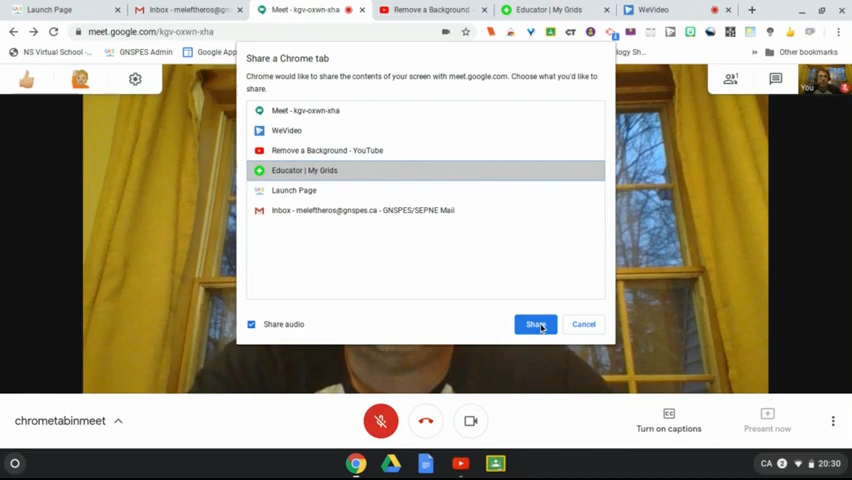 Launch Page
Inbox - meleftheros@gn
Meet - kgv-oxwn-xha
Remove a Background -
Educator | My Grids
WeVideo
meet.google.com/kgv-oxwn-xha
NS Virtual School -
GNSPES Admin
Google App
CT
gy Sh...
Other bookmarks
Share a Chrome tab
Chrome would like to share the contents of your screen with meet.google.com. Choose what you'd like to
share.
You
Meet - kgv-oxwn-xha
WeVideo
Remove a Background - YouTube
Educator | My Grids
Launch Page
Inbox - meleftheros@gnspes.ca - GNSPES/SEPNE Mail
Share audio
Share
Cancel
chrometabinmeet
Turn on captions
Present now
CA
2
20:30